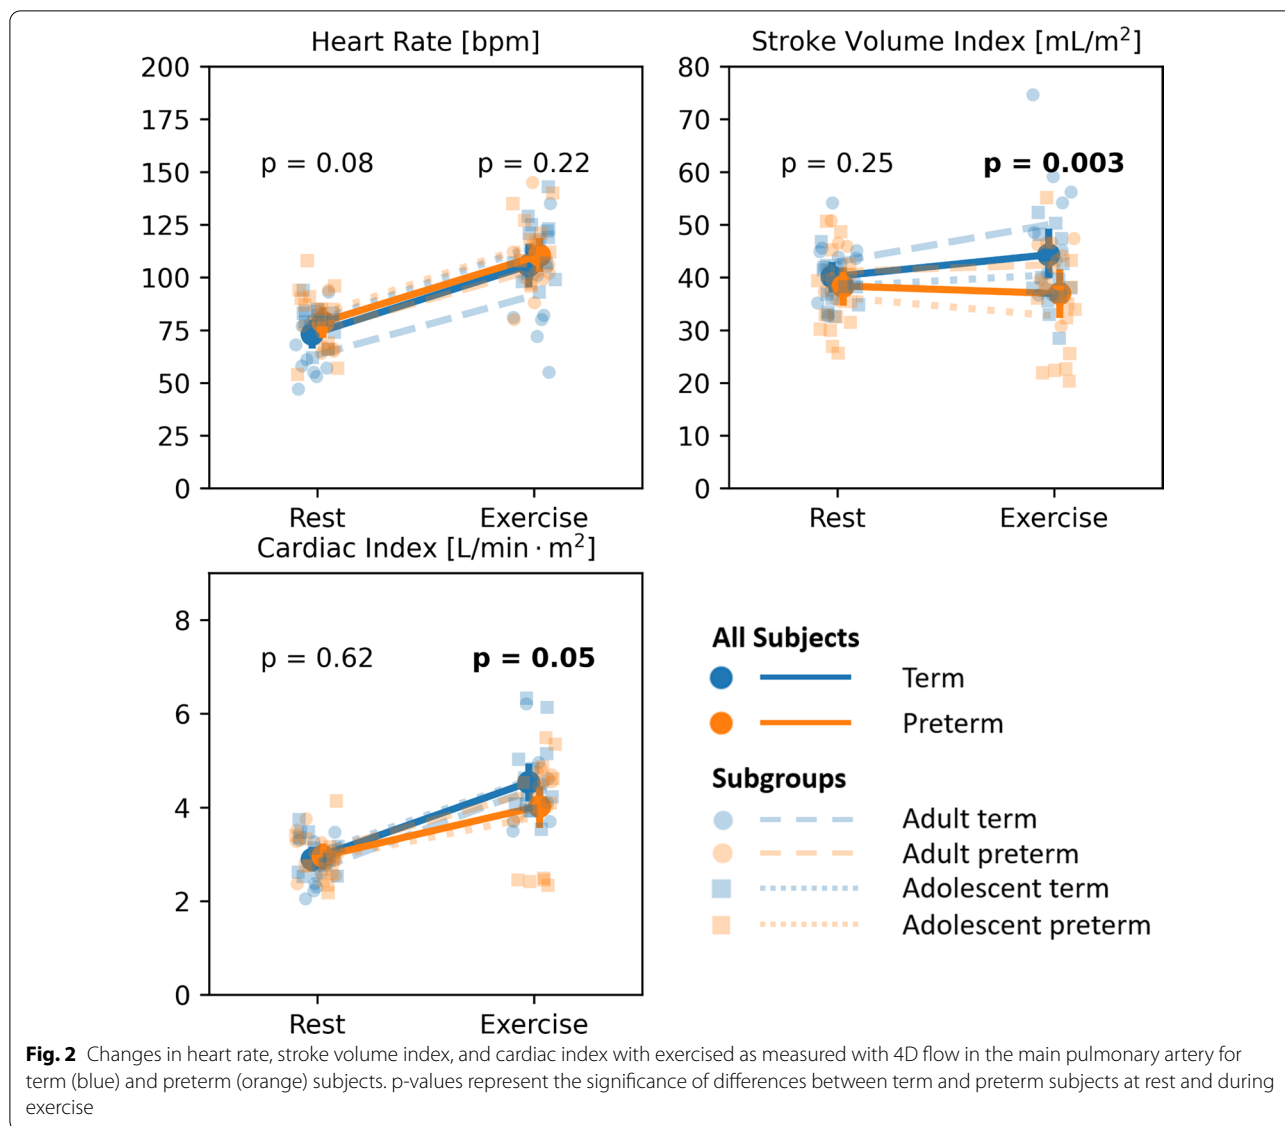 Heart Rate [bpm]
200
175
150
125
100
75
50
25
0
p = 0.08
p = 0.22
Rest
Exercise
Stroke Volume Index [mL/m²]
80
70
60
50
40
30
20
10
0
p = 0.25
p = 0.003
Rest
Exercise
Cardiac Index [L/min · m²]
8
6
4
2
0
p = 0.62
p = 0.05
Rest
Exercise
All Subjects
Term
Preterm
Subgroups
Adult term
Adult preterm
Adolescent term
Adolescent preterm
Fig. 2 Changes in heart rate, stroke volume index, and cardiac index with exercised as measured with 4D flow in the main pulmonary artery for
term (blue) and preterm (orange) subjects. p-values represent the significance of differences between term and preterm subjects at rest and during
exercise